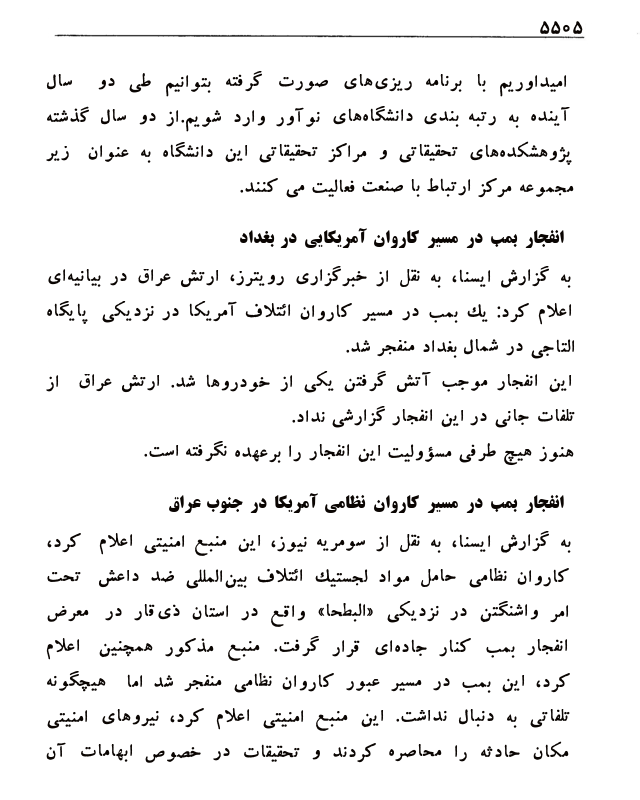 ۵۵۰۵
امیداوریم با برنامه ریزی‌های صورت گرفته بتوانیم طی دو سال
آینده به رتبه بندی دانشگاه‌های نوآور وارد شویم.از دو سال گذشته
پژوهشکده‌های تحقیقاتی و مراکز تحقیقاتی این دانشگاه به عنوان زیر
مجموعه مرکز ارتباط با صنعت فعالیت می کنند.
انفجار بمب در مسیر کاروان آمریکایی در بغداد
به گزارش ایسنا، به نقل از خبرگزاری رویترز، ارتش عراق در بیانیه‌ای
اعلام کرد: یك بمب در مسیر کاروان ائتلاف آمریکا در نزدیکی پایگاه
التاجی در شمال بغداد منفجر شد.
این انفجار موجب آتش گرفتن یکی از خودروها شد. ارتش عراق از
تلفات جانی در این انفجار گزارشی نداد.
هنوز هیچ طرفی مسؤولیت این انفجار را برعهده نگرفته است.
انفجار بمب در مسیر کاروان نظامی آمریکا در جنوب عراق
به گزارش ایسنا، به نقل از سومریه نیوز، این منبع امنیتی اعلام کرد،
کاروان نظامی حامل مواد لجستیك ائتلاف بین‌المللی ضد داعش تحت
امر واشنگتن در نزدیکی «البطحا» واقع در استان ذی‌قار در معرض
انفجار بمب کنار جاده‌ای قرار گرفت. منبع مذکور همچنین اعلام
کرد، این بمب در مسیر عبور کاروان نظامی منفجر شد اما هیچگونه
تلفاتی به دنبال نداشت. این منبع امنیتی اعلام کرد، نیروهای امنیتی
مکان حادثه را محاصره کردند و تحقیقات در خصوص ابهامات آن